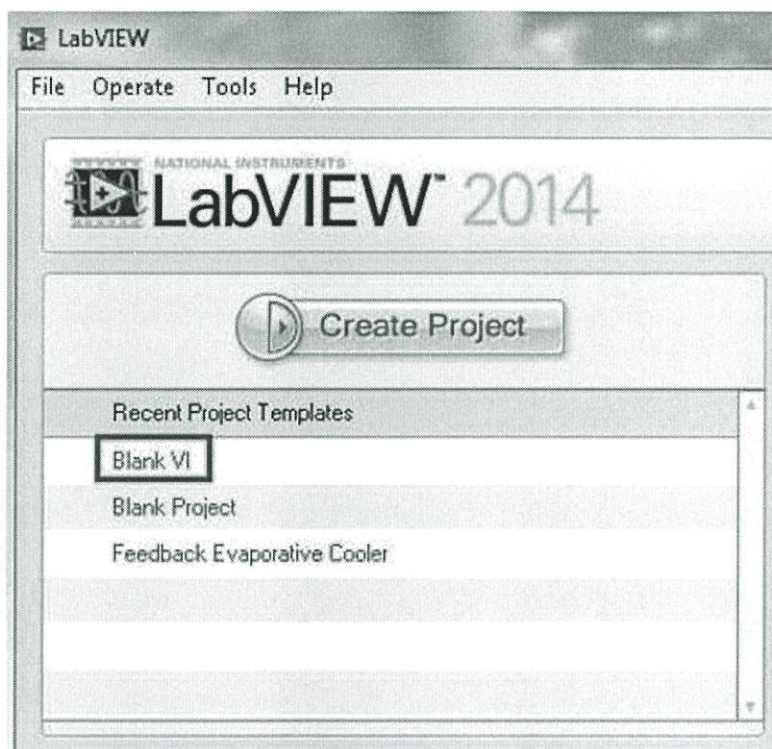 LabVIEW
File Operate Tools Help
NATIONAL INSTRUMENTS
LabVIEW™ 2014
Create Project
Recent Project Templates
Blank VI
Blank Project
Feedback Evaporative Cooler